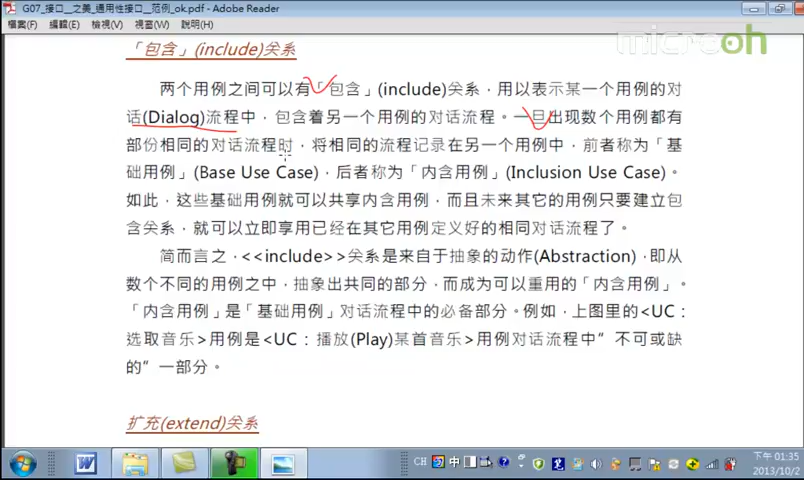 G07_接口__之美_通用性接口__范例_ok.pdf - Adobe Reader
檔案(F) 編輯(E) 檢視(V) 視窗(W) 說明(H)
microoh
「包含」(include)关系
两个用例之间可以有「包含」(include)关系，用以表示某一个用例的对
话(Dialog)流程中，包含着另一个用例的对话流程。一旦出现数个用例都有
部份相同的对话流程时，将相同的流程记录在另一个用例中，前者称为「基
础用例」(Base Use Case)，后者称为「内含用例」(Inclusion Use Case)。
如此，这些基础用例就可以共享内含用例，而且未来其它的用例只要建立包
含关系，就可以立即享用已经在其它用例定义好的相同对话流程了。
简而言之，<<include>>关系是来自于抽象的动作(Abstraction)，即从
数个不同的用例之中，抽象出共同的部分，而成为可以重用的「内含用例」。
「内含用例」是「基础用例」对话流程中的必备部分。例如，上图里的<UC：
选取音乐>用例是<UC：播放(Play)某首音乐>用例对话流程中“不可或缺
的”一部分。
扩充(extend)关系
CH 中
下午 01:35
2013/10/2